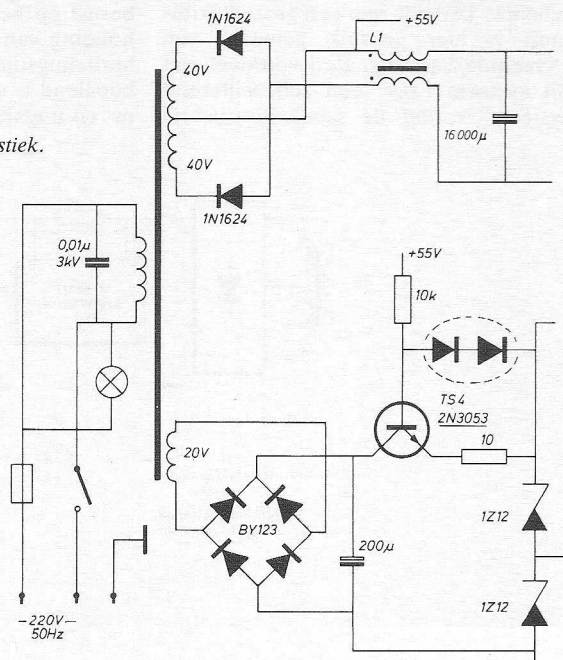 1N1624
+55V
L1
40V
40V
16000µ
1N1624
stiek.
0,01µ
3kV
+55V
10k
TS4
2N3053
20V
10
BY123
1Z12
200µ
1Z12
–220V–
50Hz